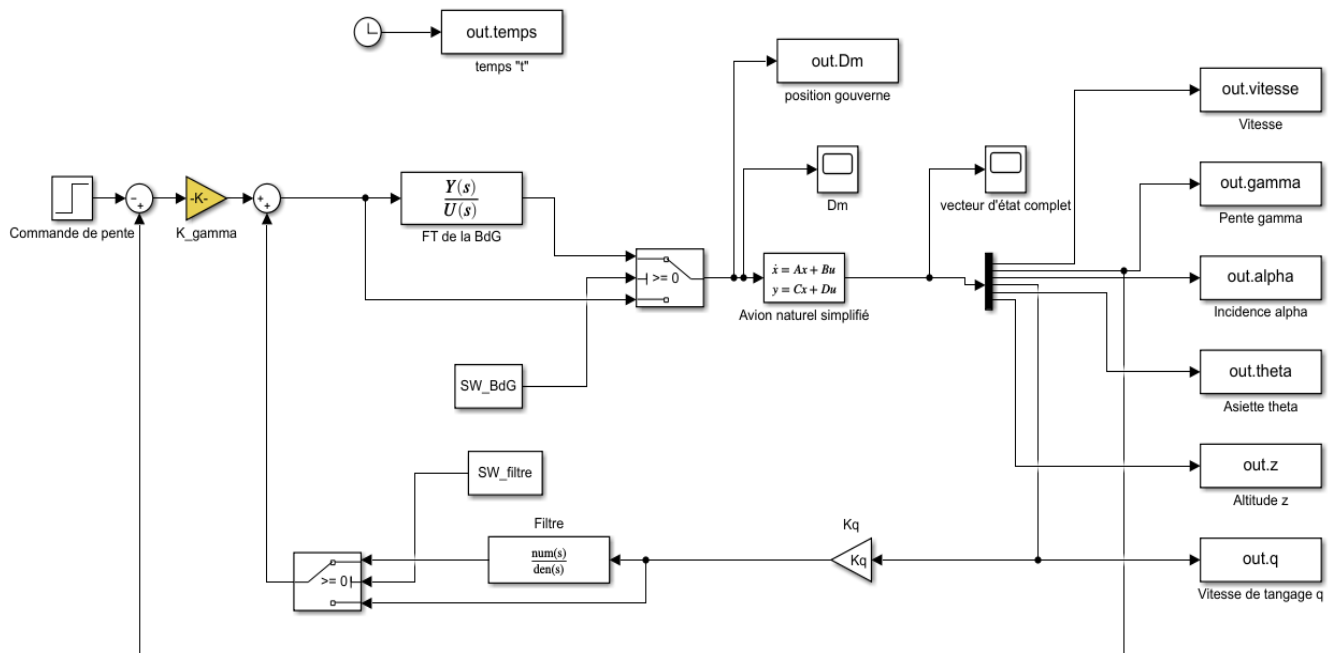 out.temps
temps "t"
out.Dm
position gouverne
out.vitesse
Vitesse
Dm
vecteur d'état complet
out.gamma
Pente gamma
Commande de pente
-
+
-K-
K_gamma
+
+
Y(s)
U(s)
FT de la BdG
>= 0
ẋ = Ax + Bu
y = Cx + Du
Avion naturel simplifié
out.alpha
Incidence alpha
SW_BdG
out.theta
Asiette theta
SW_filtre
out.z
Altitude z
Filtre
num(s)
den(s)
>= 0
Kq
Kq
out.q
Vitesse de tangage q